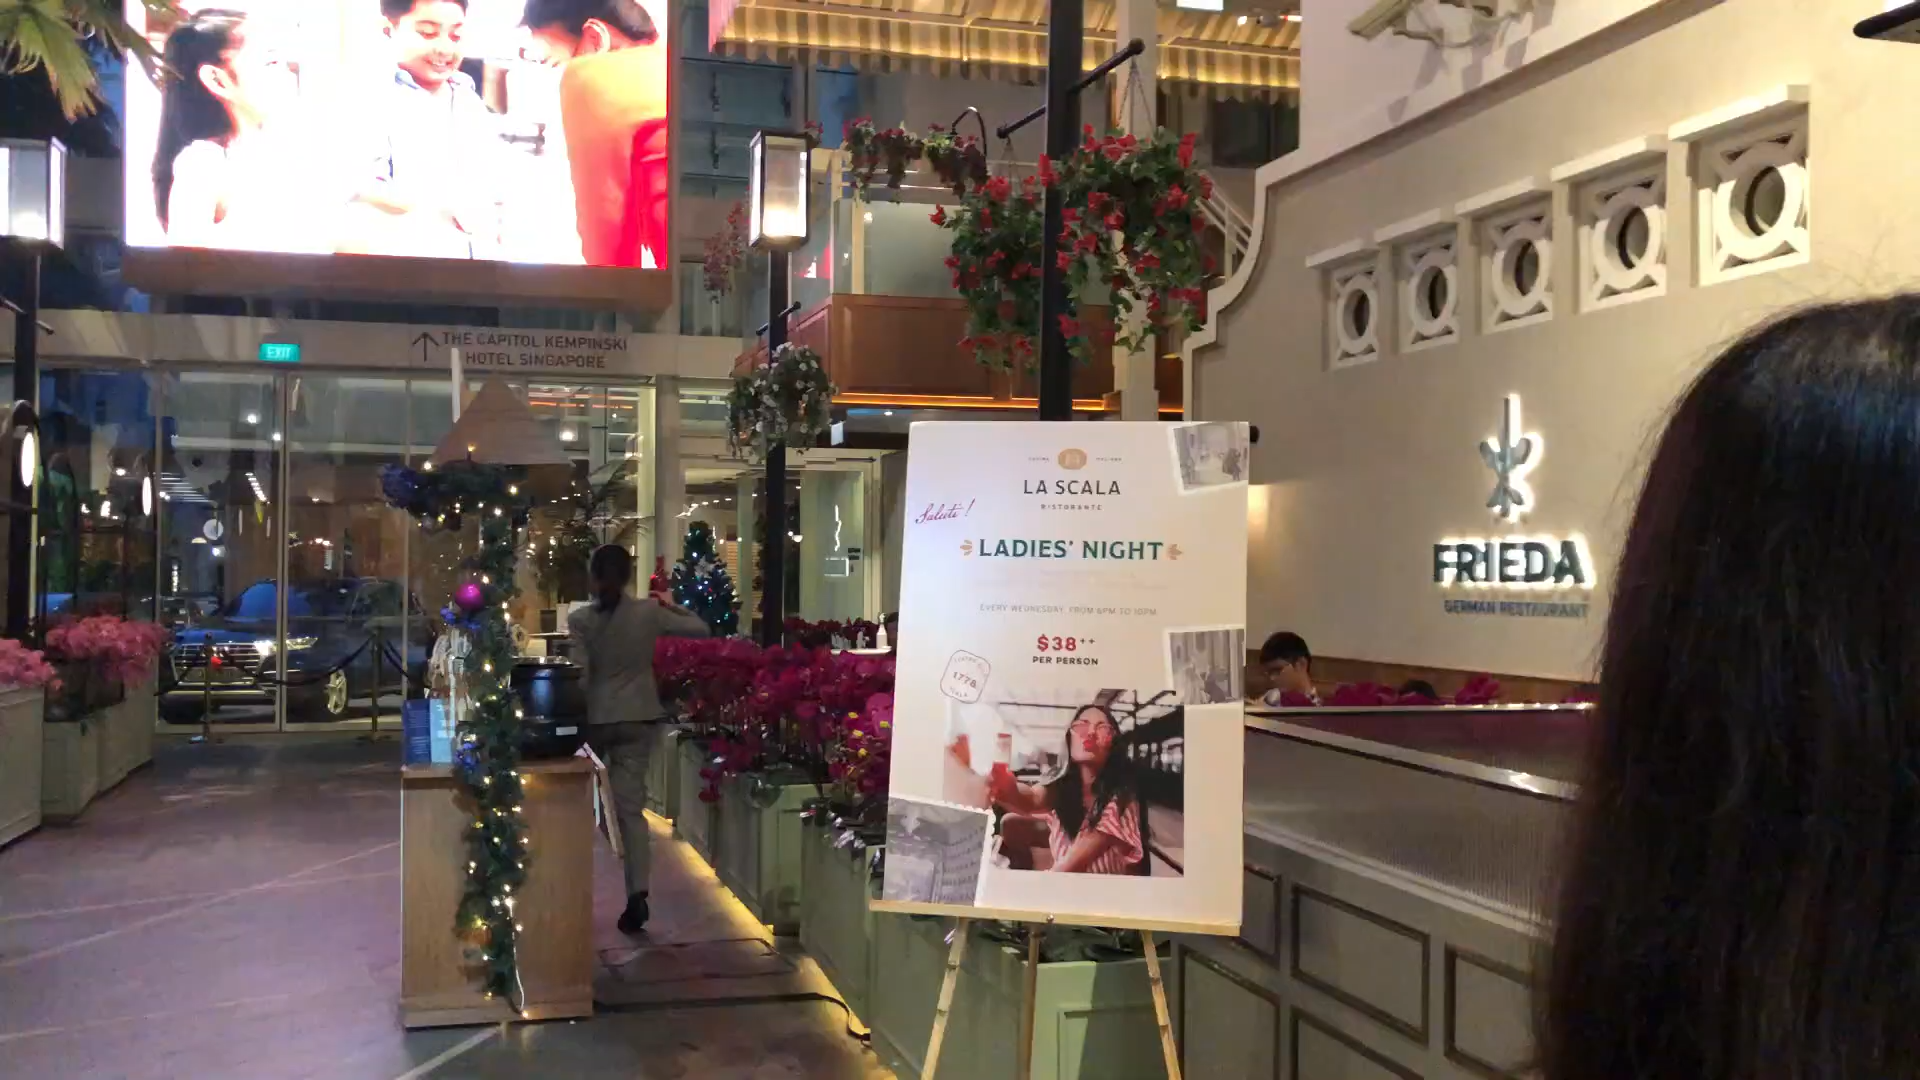 EXIT
THE CAPITOL KEMPINSKI
HOTEL SINGAPORE
LA SCALA
RISTORANTE
Salute!
LADIES' NIGHT
EVERY WEDNESDAY, FROM 6PM TO 10PM
$38++
PER PERSON
1778
FRIEDA
GERMAN RESTAURANT